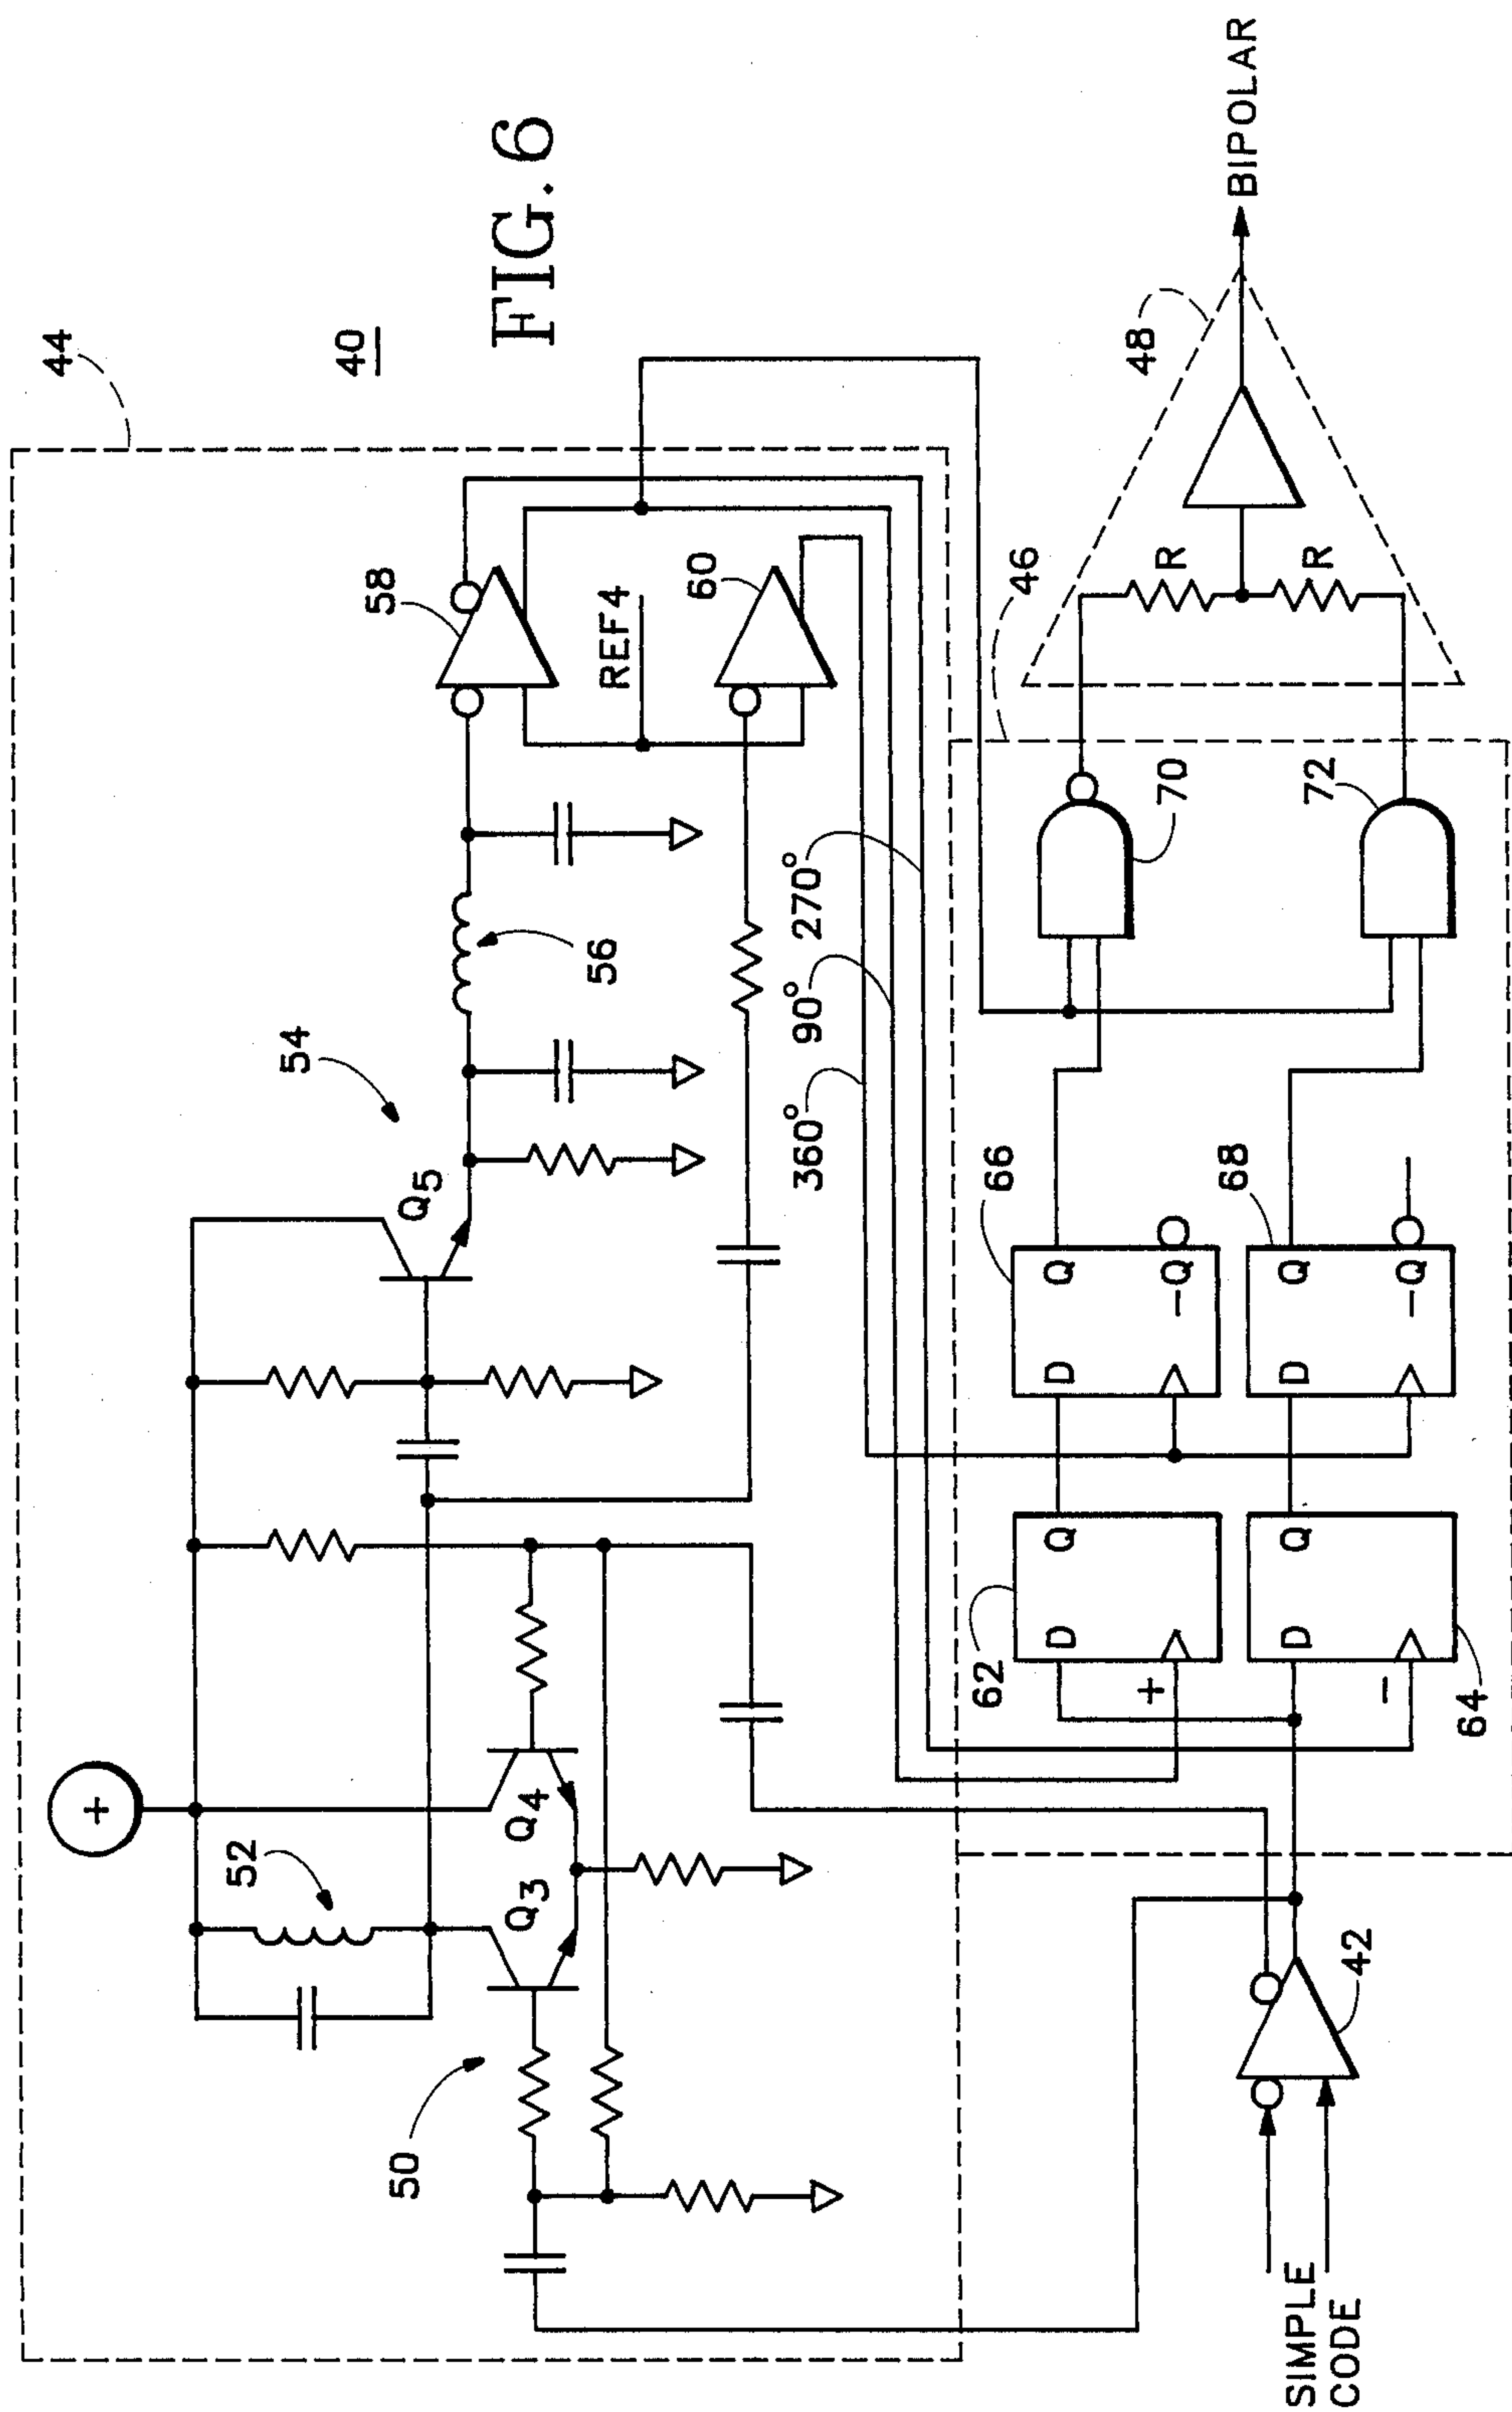 FIG. 6
40
44
+
52
54
Q5
58
56
Q4
Q3
REF4
50
60
360° 90° 270°
46
48
62
66
70
D Q
D Q
+
-Q
R
BIPOLAR
64
68
72
D Q
D Q
-
-Q
R
SIMPLE
CODE
42